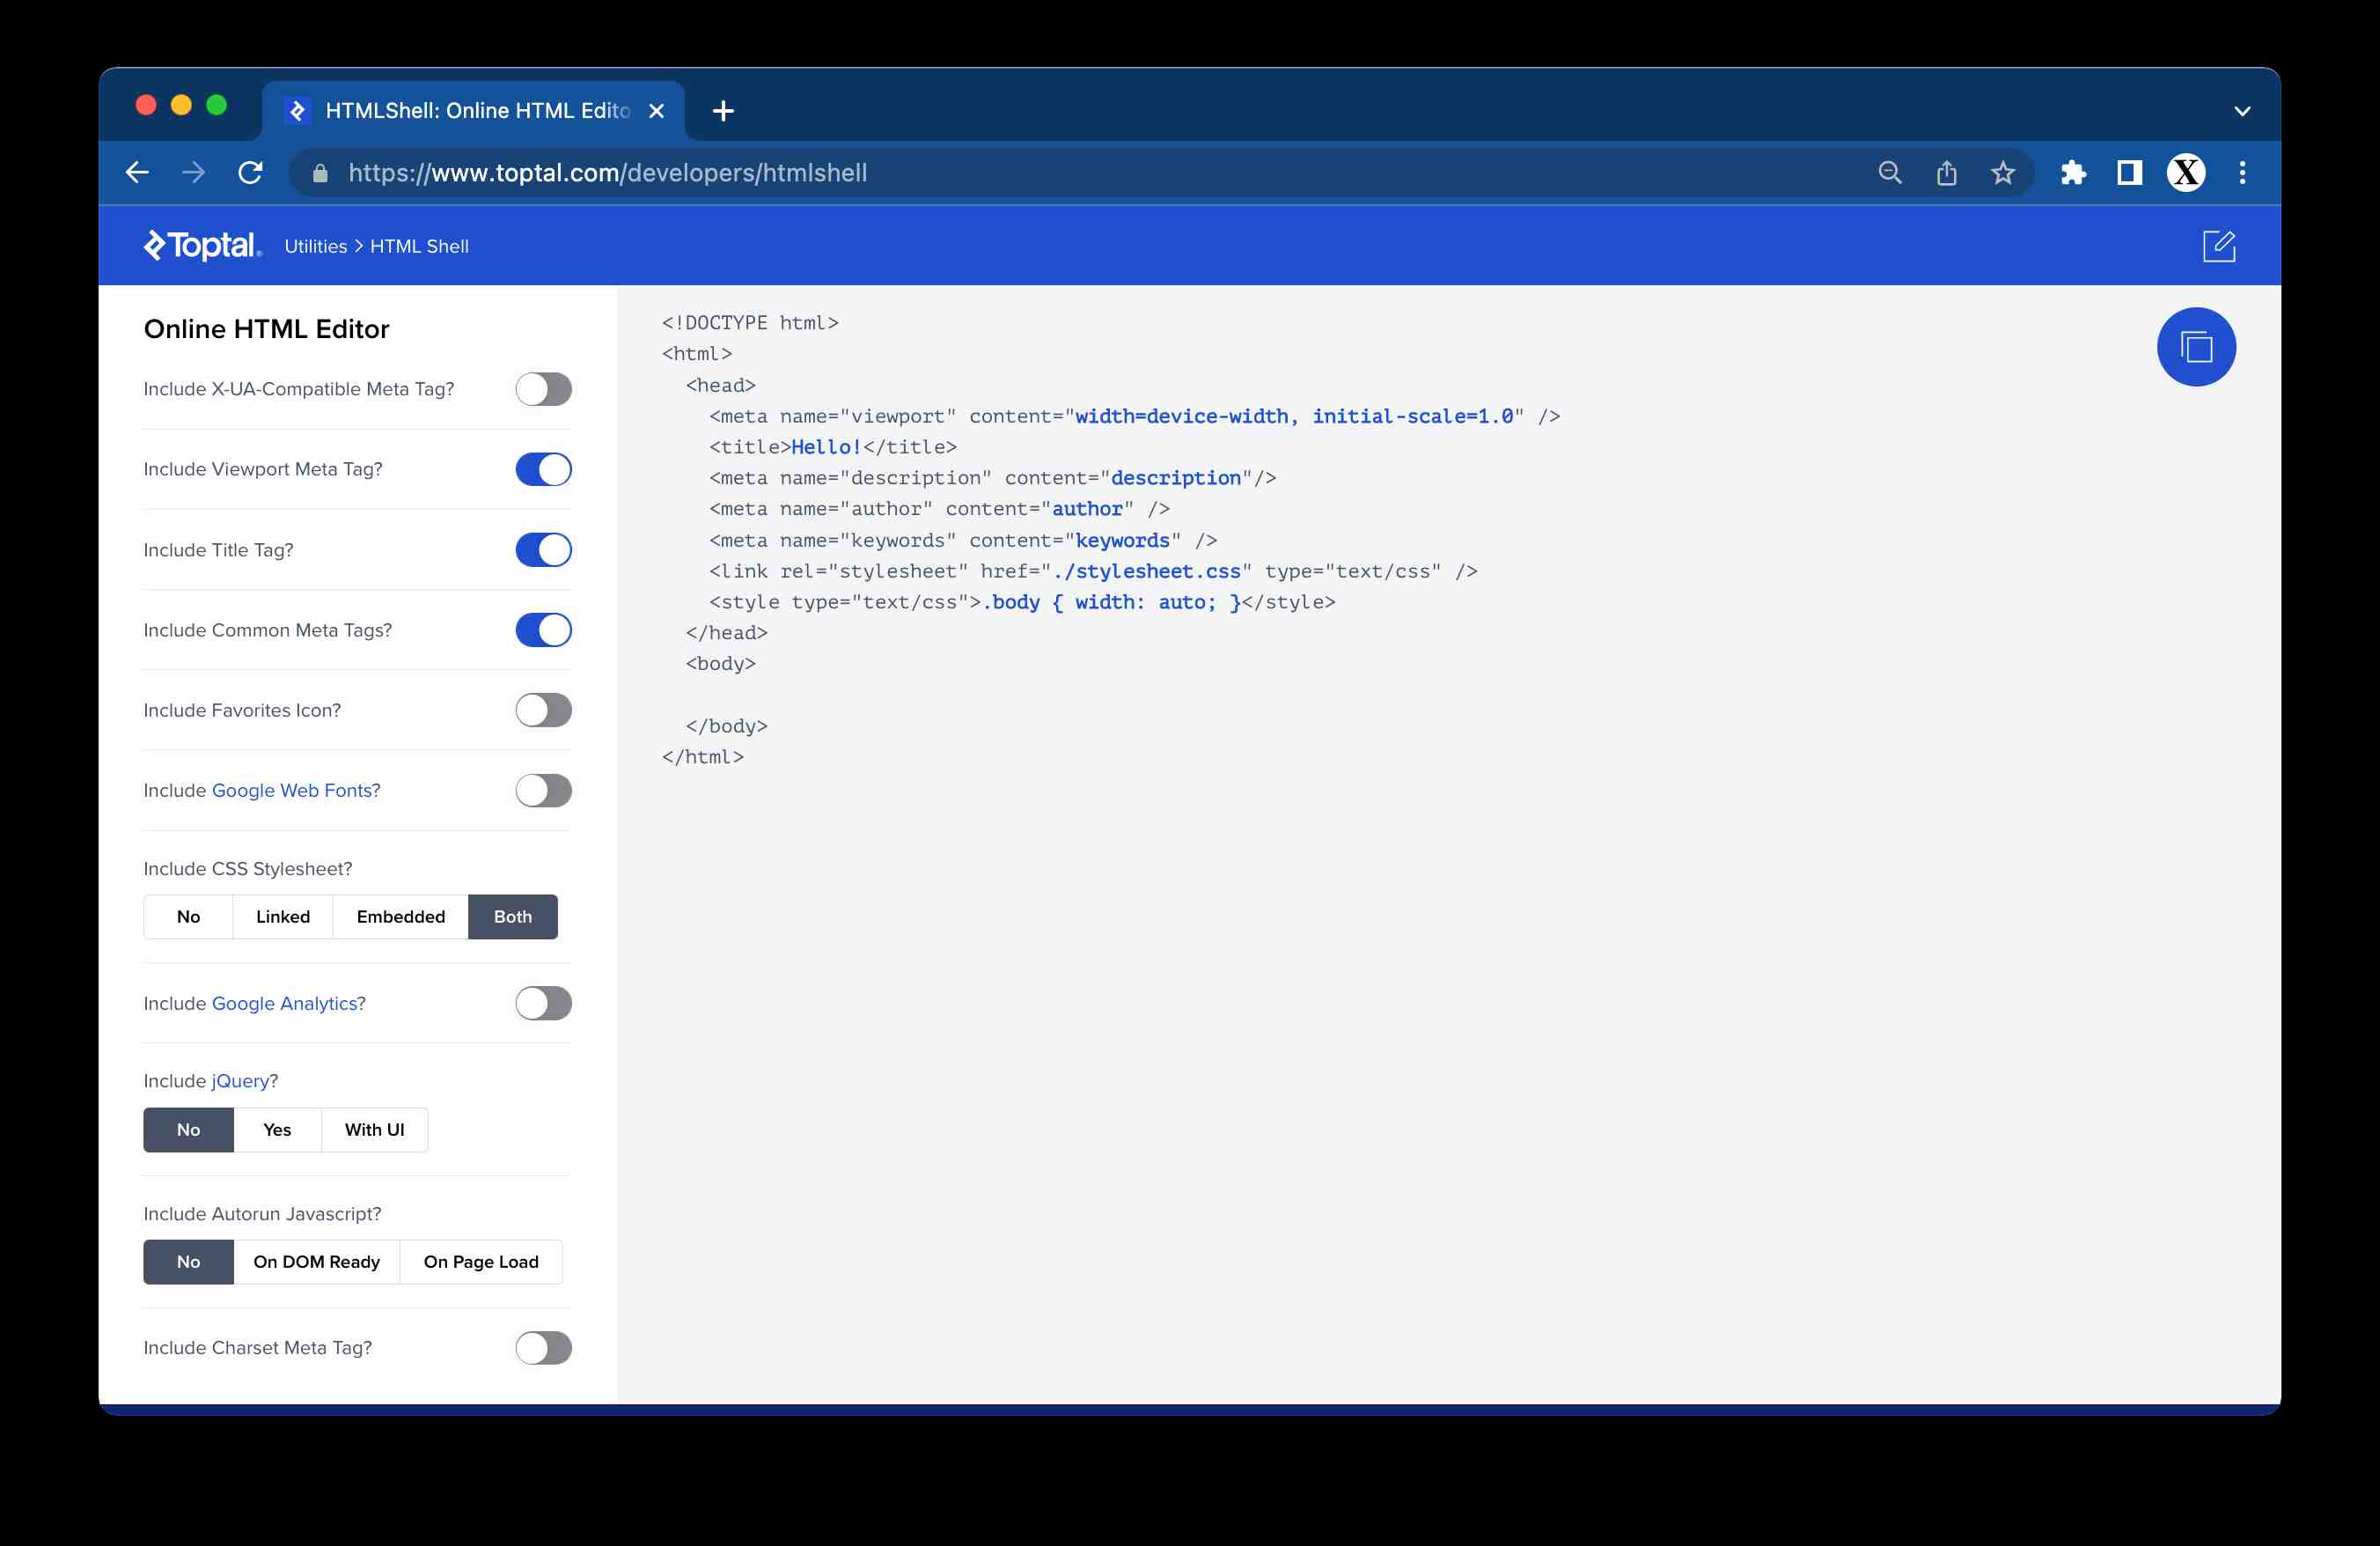 HTMLShell: Online HTML Edito
https://www.toptal.com/developers/htmlshell
Toptal Utilities > HTML Shell
Online HTML Editor
Include X-UA-Compatible Meta Tag?
Include Viewport Meta Tag?
Include Title Tag?
Include Common Meta Tags?
Include Favorites Icon?
Include Google Web Fonts?
Include CSS Stylesheet?
No Linked Embedded Both
Include Google Analytics?
Include jQuery?
No Yes With UI
Include Autorun Javascript?
No On DOM Ready On Page Load
Include Charset Meta Tag?
<!DOCTYPE html>
<html>
<head>
<meta name="viewport" content="width=device-width, initial-scale=1.0" />
<title>Hello!</title>
<meta name="description" content="description"/>
<meta name="author" content="author" />
<meta name="keywords" content="keywords" />
<link rel="stylesheet" href="./stylesheet.css" type="text/css" />
<style type="text/css">.body { width: auto; }</style>
</head>
<body>
</body>
</html>